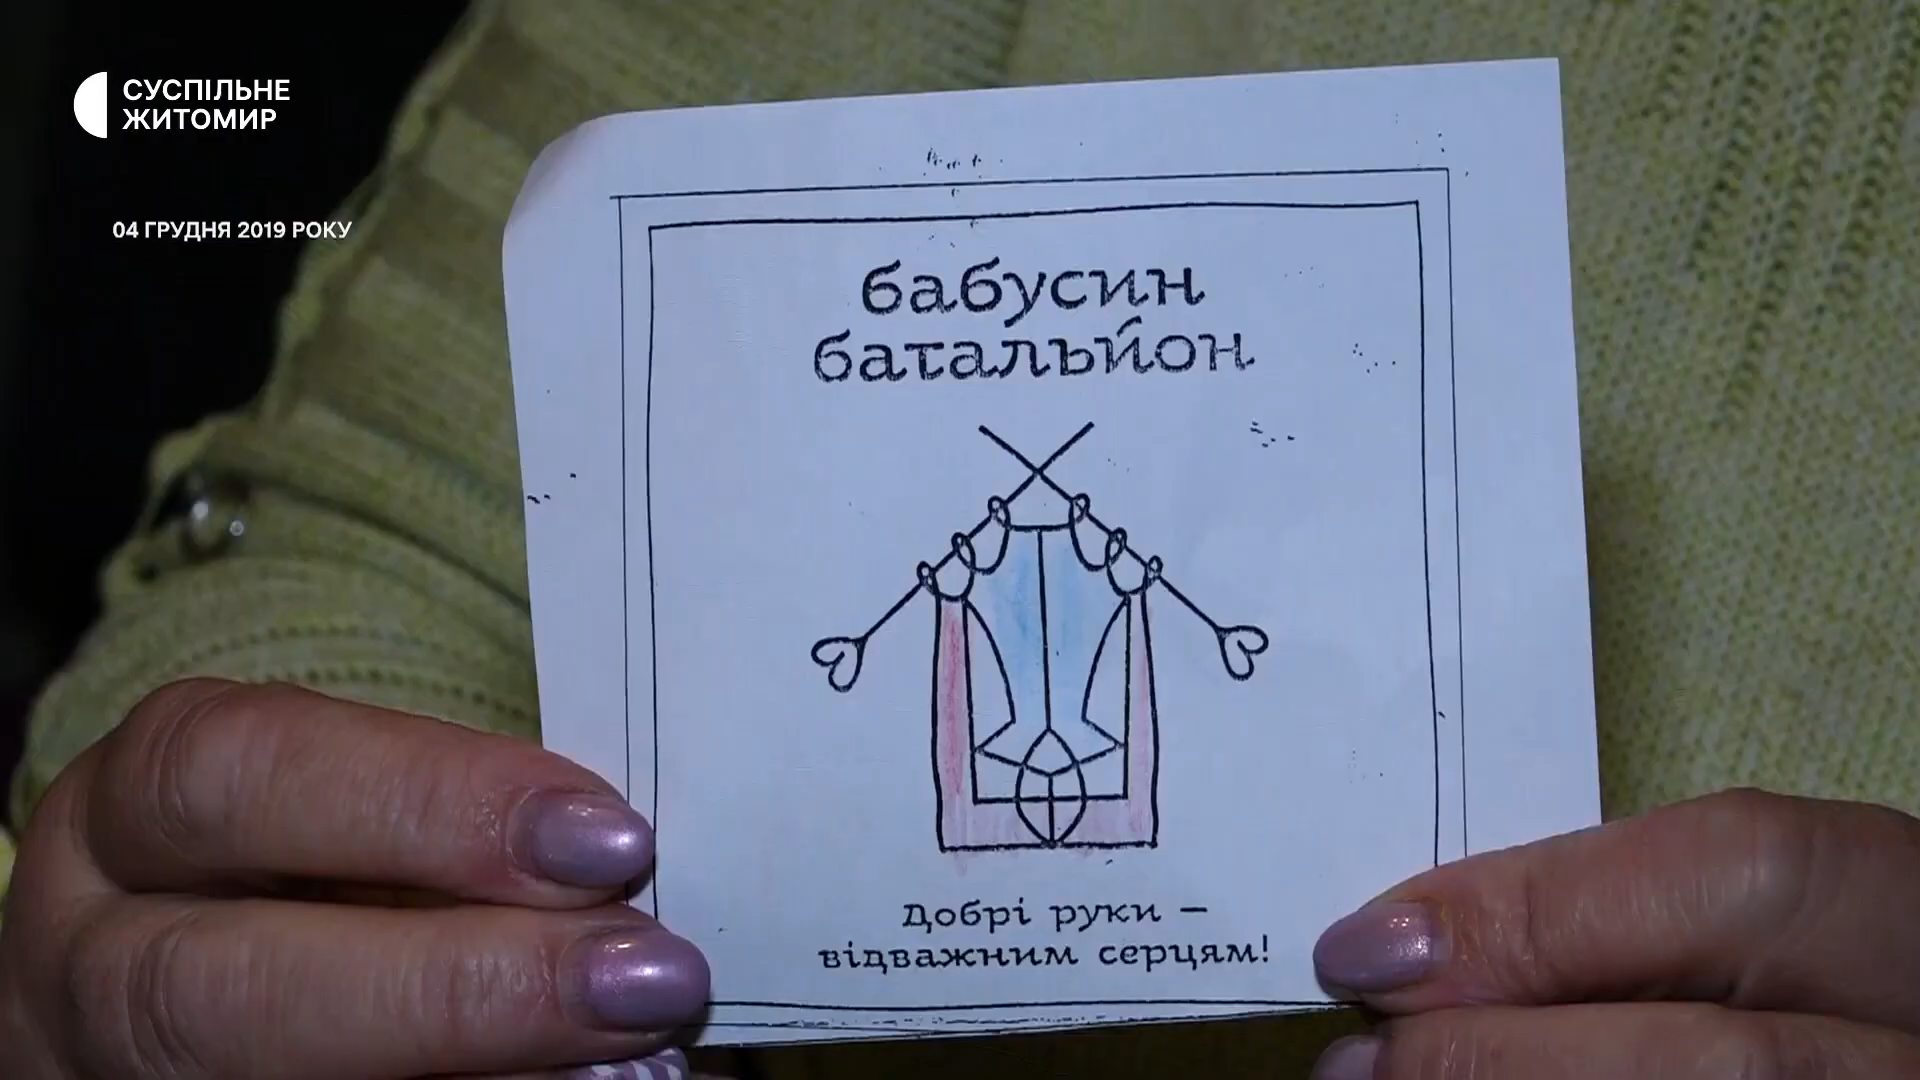 СУСПІЛЬНЕ
ЖИТОМИР
04 ГРУДНЯ 2019 РОКУ
бабусин
батальйон
Добрі руки —
відважним серцям!